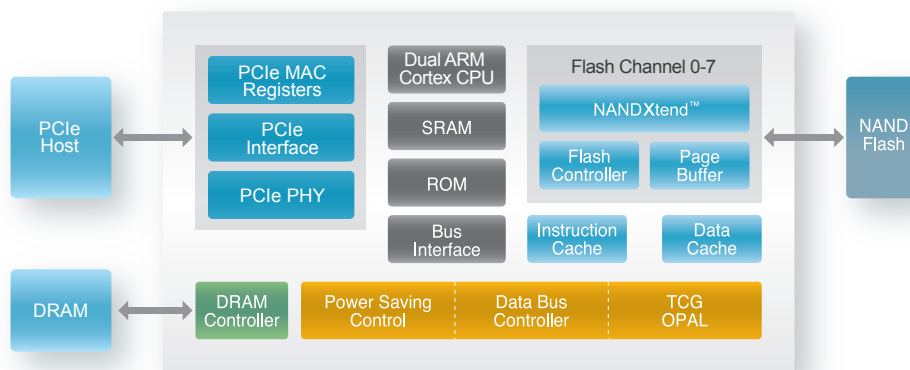 PCIe
Host
DRAM
PCIe MAC
Registers
PCIe
Interface
PCIe PHY
Dual ARM
Cortex CPU
SRAM
ROM
Bus
Interface
Flash Channel 0-7
NANDXtend™
Flash
Controller
Page
Buffer
Instruction
Cache
Data
Cache
DRAM
Controller
Power Saving
Control
Data Bus
Controller
TCG
OPAL
NAND
Flash